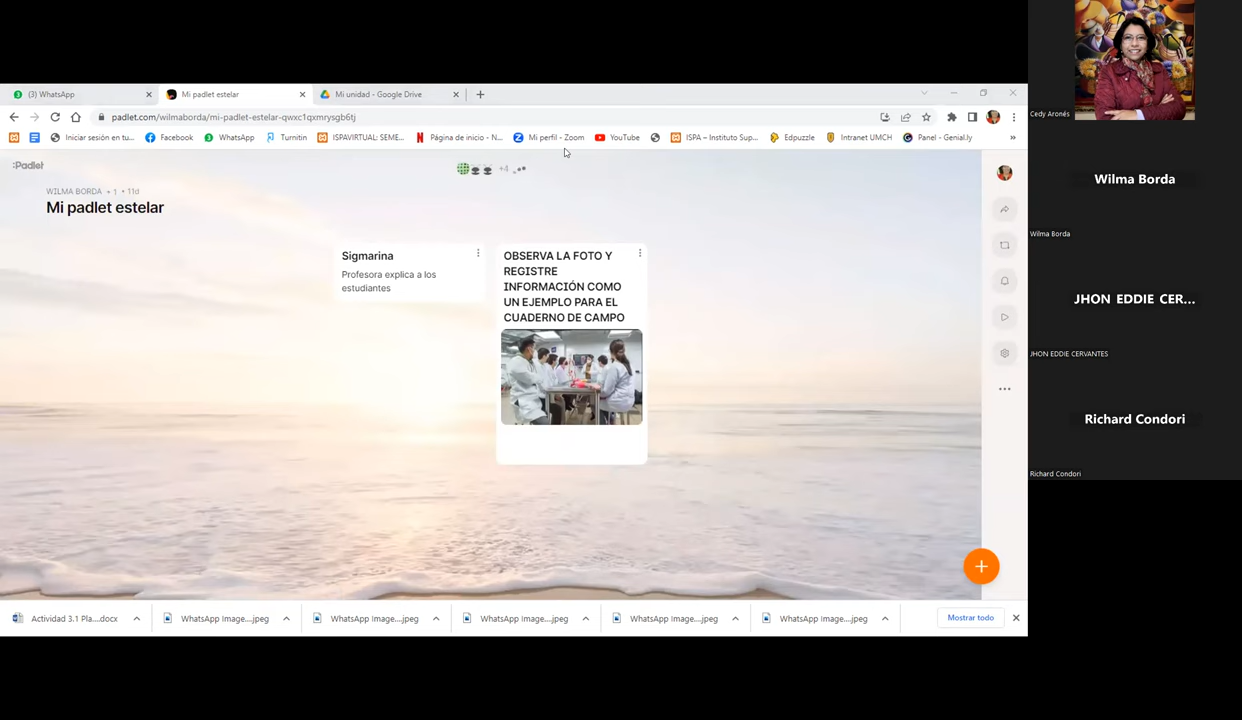 (3) WhatsApp
Mi padlet estelar
Mi unidad - Google Drive
padlet.com/wilmaborda/mi-padlet-estelar-qwxc1qxmrysgb6tj
Iniciar sesión en tu...
Facebook
WhatsApp
Turnitin
ISPAVIRTUAL: SEME...
Página de inicio - N...
Mi perfil - Zoom
YouTube
ISPA – Instituto Sup...
Edpuzzle
Intranet UMCH
Panel - Genial.ly
:Padlet
+4
WILMA BORDA + 1 • 11d
Mi padlet estelar
Sigmarina
Profesora explica a los
estudiantes
OBSERVA LA FOTO Y
REGISTRE
INFORMACIÓN COMO
UN EJEMPLO PARA EL
CUADERNO DE CAMPO
Actividad 3.1 Pla....docx
WhatsApp Image....jpeg
WhatsApp Image....jpeg
WhatsApp Image....jpeg
WhatsApp Image....jpeg
WhatsApp Image....jpeg
Mostrar todo
Cedy Aronés
Wilma Borda
Wilma Borda
JHON EDDIE CER...
JHON EDDIE CERVANTES
Richard Condori
Richard Condori